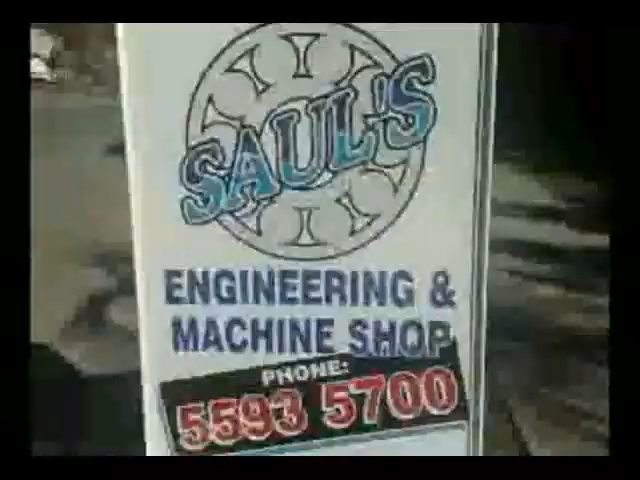 SAUL'S
ENGINEERING &
MACHINE SHOP
PHONE:
5593 5700